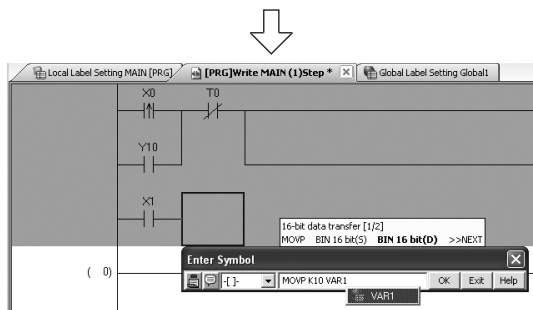 Local Label Setting MAIN [PRG] [PRG]Write MAIN (1)Step * Global Label Setting Global1
X0 T0
Y10
X1
16-bit data transfer [1/2]
MOVP BIN 16 bit(S) BIN 16 bit(D) >>NEXT
Enter Symbol
( 0) -[ ]- MOVP K10 VAR1 OK Exit Help
VAR1